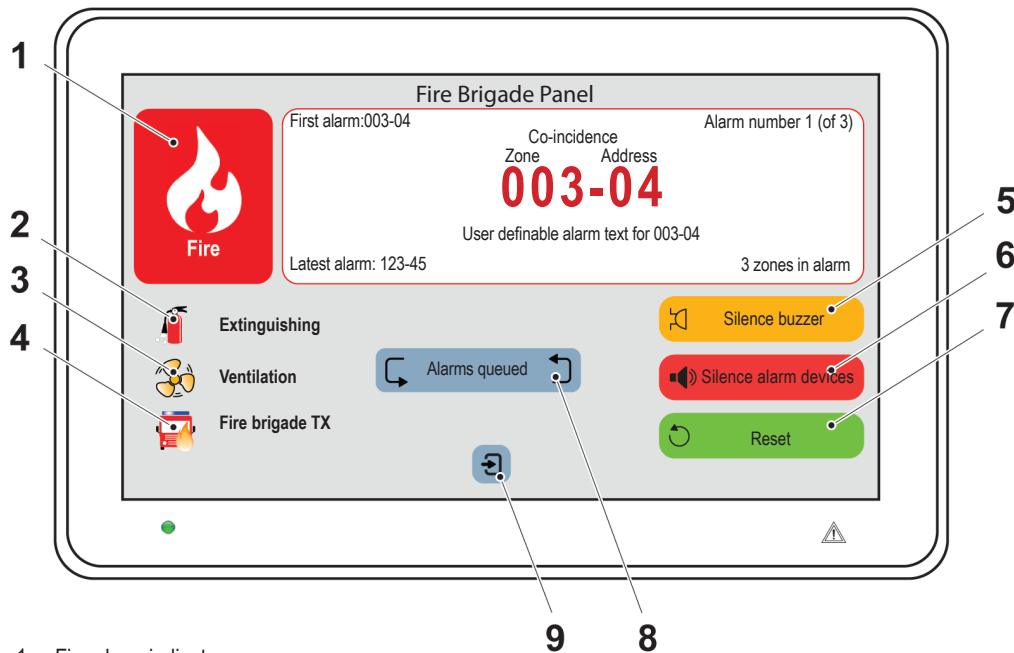 Fire Brigade Panel
1
First alarm:003-04
Alarm number 1 (of 3)
Co-incidence
Zone Address
003-04
User definable alarm text for 003-04
Fire
Latest alarm: 123-45
3 zones in alarm
2
3
4
5
6
7
Extinguishing
Silence buzzer
Ventilation
Alarms queued
Silence alarm devices
Fire brigade TX
Reset
9
8